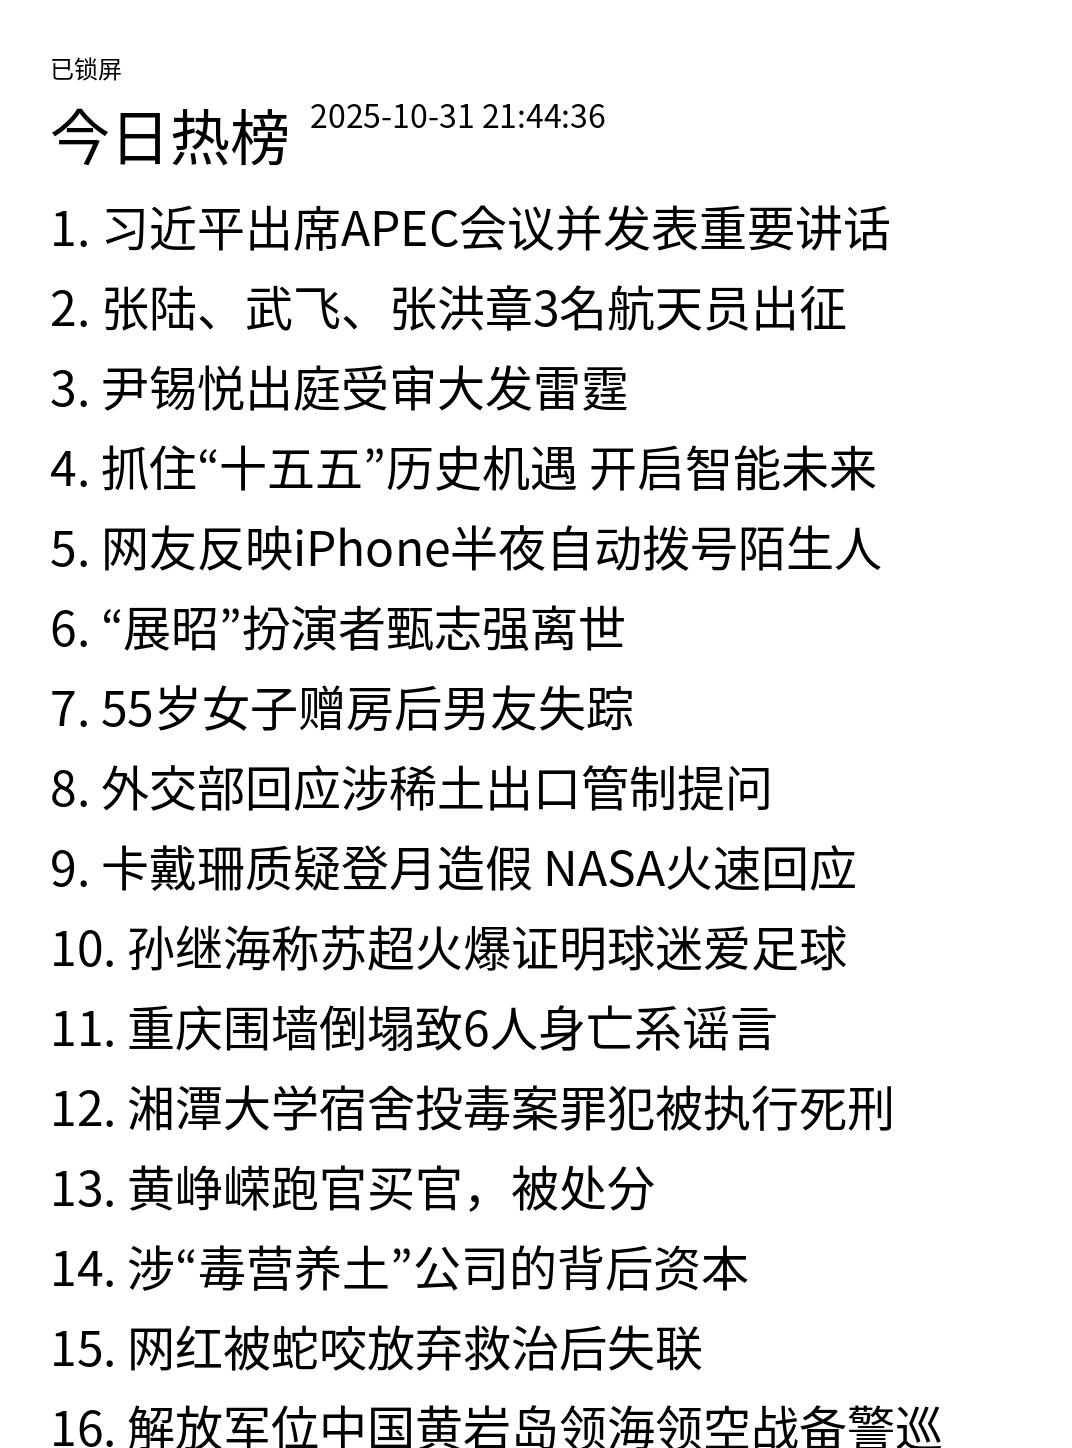 已锁屏
今日热榜 2025-10-31 21:44:36
1. 习近平出席APEC会议并发表重要讲话
2. 张陆、武飞、张洪章3名航天员出征
3. 尹锡悦出庭受审大发雷霆
4. 抓住“十五五”历史机遇 开启智能未来
5. 网友反映iPhone半夜自动拨号陌生人
6. “展昭”扮演者甄志强离世
7. 55岁女子赠房后男友失踪
8. 外交部回应涉稀土出口管制提问
9. 卡戴珊质疑登月造假 NASA火速回应
10. 孙继海称苏超火爆证明球迷爱足球
11. 重庆围墙倒塌致6人身亡系谣言
12. 湘潭大学宿舍投毒案罪犯被执行死刑
13. 黄峥嵘跑官买官，被处分
14. 涉“毒营养土”公司的背后资本
15. 网红被蛇咬放弃救治后失联
16. 解放军位中国黄岩岛领海领空战备警巡